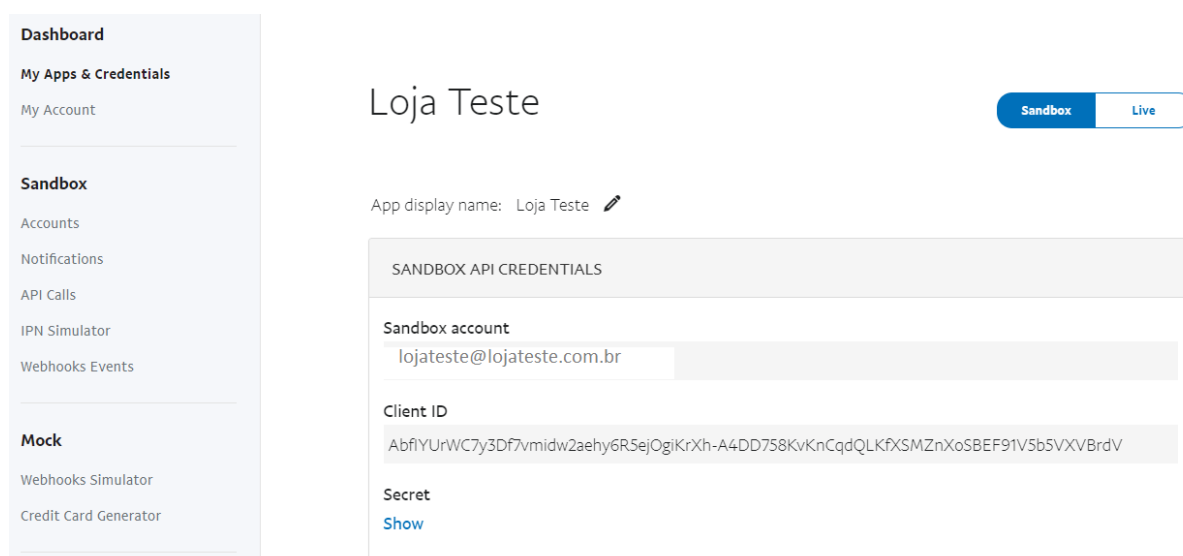 Dashboard
My Apps & Credentials
My Account
Sandbox
Accounts
Notifications
API Calls
IPN Simulator
Webhooks Events
Mock
Webhooks Simulator
Credit Card Generator
Loja Teste
Sandbox
Live
App display name: Loja Teste
SANDBOX API CREDENTIALS
Sandbox account
lojateste@lojateste.com.br
Client ID
AbflYUrWC7y3Df7vmidw2aehy6R5ejOgiKrXh-A4DD758KvKnCqdQLKfXSMZnXoSBEF91V5b5VXVBrdV
Secret
Show